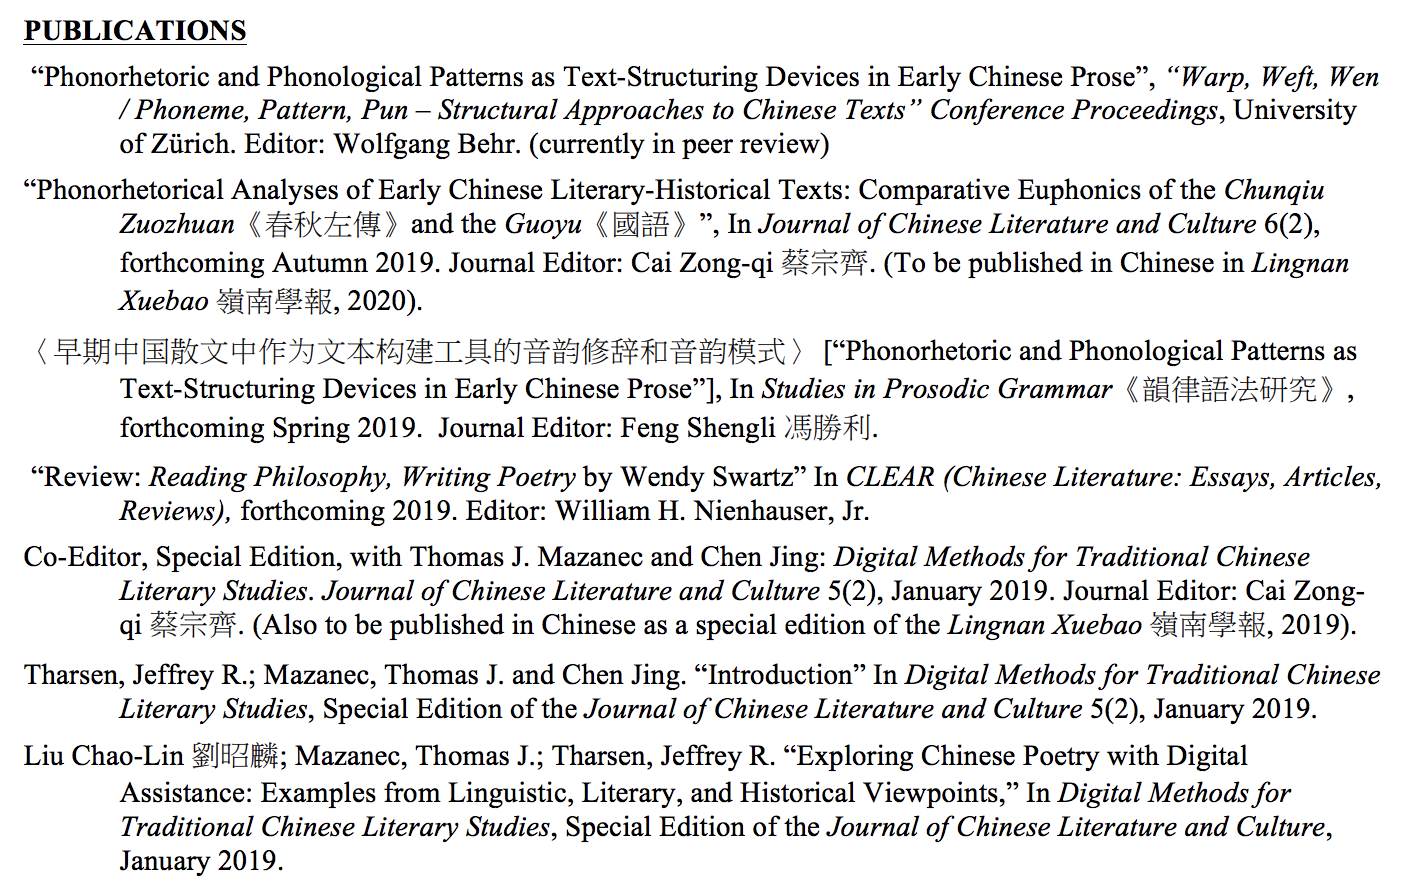 PUBLICATIONS
“Phonorhetoric and Phonological Patterns as Text-Structuring Devices in Early Chinese Prose”, “Warp, Weft, Wen
/ Phoneme, Pattern, Pun – Structural Approaches to Chinese Texts” Conference Proceedings, University
of Zürich. Editor: Wolfgang Behr. (currently in peer review)
“Phonorhetorical Analyses of Early Chinese Literary-Historical Texts: Comparative Euphonics of the Chunqiu
Zuozhuan《春秋左傳》and the Guoyu《國語》”, In Journal of Chinese Literature and Culture 6(2),
forthcoming Autumn 2019. Journal Editor: Cai Zong-qi 蔡宗齊. (To be published in Chinese in Lingnan
Xuebao 嶺南學報, 2020).
〈早期中国散文中作为文本构建工具的音韵修辞和音韵模式〉 [“Phonorhetoric and Phonological Patterns as
Text-Structuring Devices in Early Chinese Prose”], In Studies in Prosodic Grammar《韻律語法研究》,
forthcoming Spring 2019.  Journal Editor: Feng Shengli 馮勝利.
“Review: Reading Philosophy, Writing Poetry by Wendy Swartz” In CLEAR (Chinese Literature: Essays, Articles,
Reviews), forthcoming 2019. Editor: William H. Nienhauser, Jr.
Co-Editor, Special Edition, with Thomas J. Mazanec and Chen Jing: Digital Methods for Traditional Chinese
Literary Studies. Journal of Chinese Literature and Culture 5(2), January 2019. Journal Editor: Cai Zong-
qi 蔡宗齊. (Also to be published in Chinese as a special edition of the Lingnan Xuebao 嶺南學報, 2019).
Tharsen, Jeffrey R.; Mazanec, Thomas J. and Chen Jing. “Introduction” In Digital Methods for Traditional Chinese
Literary Studies, Special Edition of the Journal of Chinese Literature and Culture 5(2), January 2019.
Liu Chao-Lin 劉昭麟; Mazanec, Thomas J.; Tharsen, Jeffrey R. “Exploring Chinese Poetry with Digital
Assistance: Examples from Linguistic, Literary, and Historical Viewpoints,” In Digital Methods for
Traditional Chinese Literary Studies, Special Edition of the Journal of Chinese Literature and Culture,
January 2019.